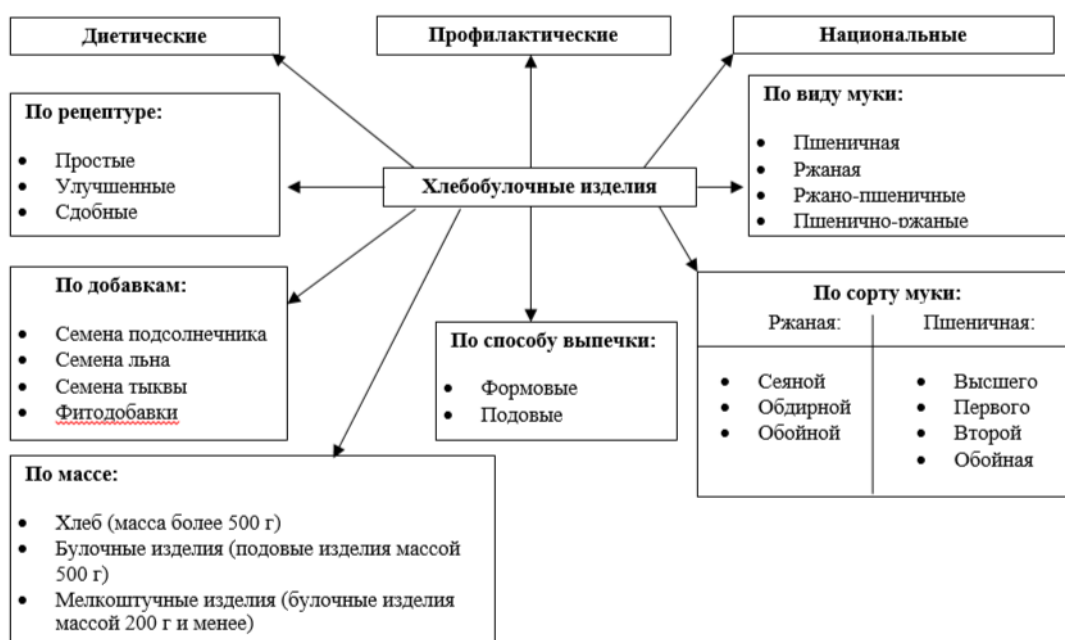 Диетические
Профилактические
Национальные
По рецептуре:
• Простые
• Улучшенные
• Сдобные
Хлебобулочные изделия
По виду муки:
• Пшеничная
• Ржаная
• Ржано-пшеничные
• Пшенично-ржаные
По добавкам:
• Семена подсолнечника
• Семена льна
• Семена тыквы
• Фитодобавки
По способу выпечки:
• Формовые
• Подовые
По сорту муки:
Ржаная:
• Сеяной
• Обдирной
• Обойной
Пшеничная:
• Высшего
• Первого
• Второй
• Обойная
По массе:
• Хлеб (масса более 500 г)
• Булочные изделия (подовые изделия массой
500 г)
• Мелкоштучные изделия (булочные изделия
массой 200 г и менее)